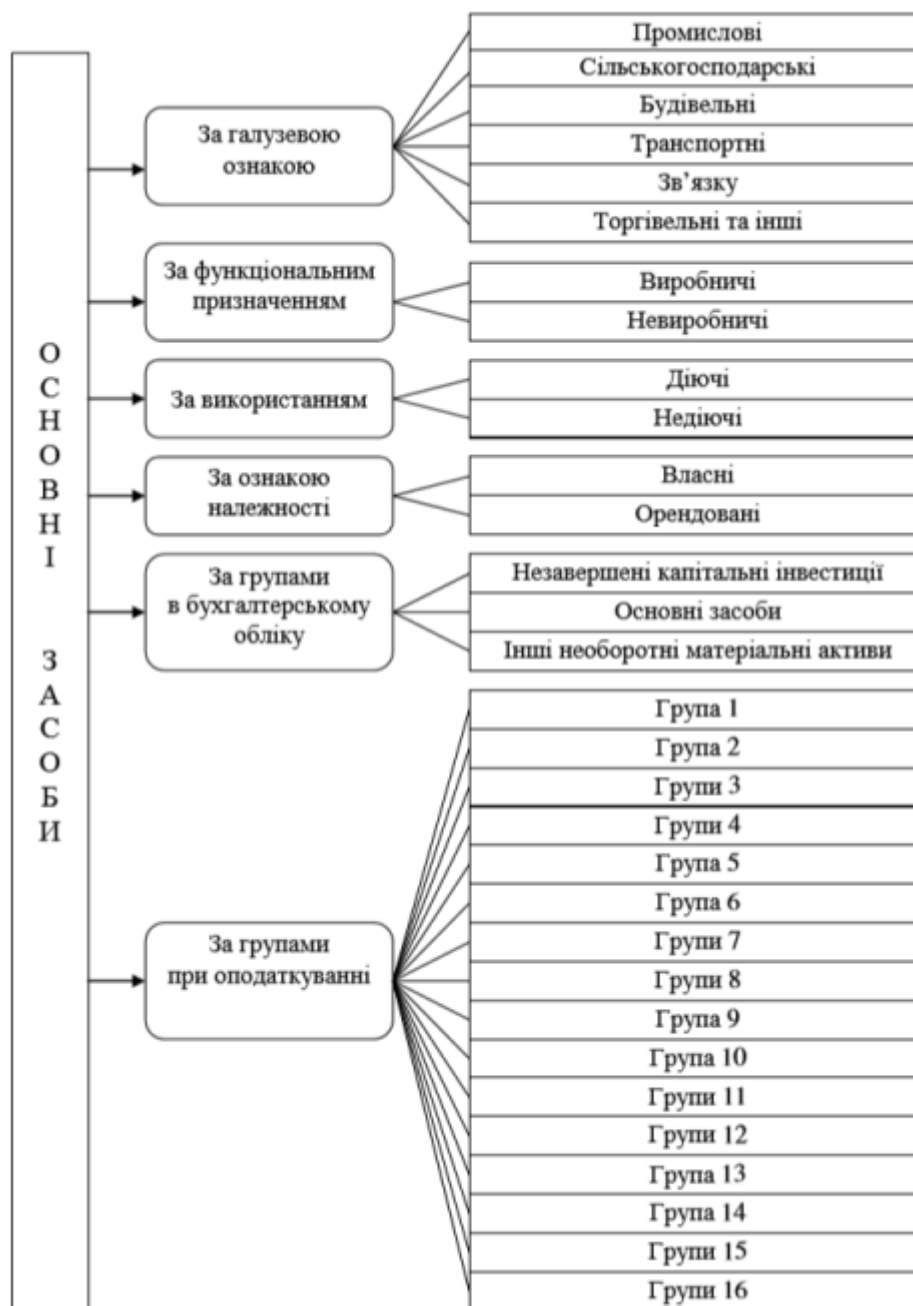 ОСНОВНІ ЗАСОБИ
За галузевою
ознакою
Промислові
Сільськогосподарські
Будівельні
Транспортні
Зв’язку
Торгівельні та інші
За функціональним
призначенням
Виробничі
Невиробничі
За використанням
Діючі
Недіючі
За ознакою
належності
Власні
Орендовані
За групами
в бухгалтерському
обліку
Незавершені капітальні інвестиції
Основні засоби
Інші необоротні матеріальні активи
За групами
при оподаткуванні
Група 1
Група 2
Групи 3
Групи 4
Група 5
Група 6
Групи 7
Групи 8
Група 9
Група 10
Групи 11
Групи 12
Група 13
Група 14
Групи 15
Групи 16